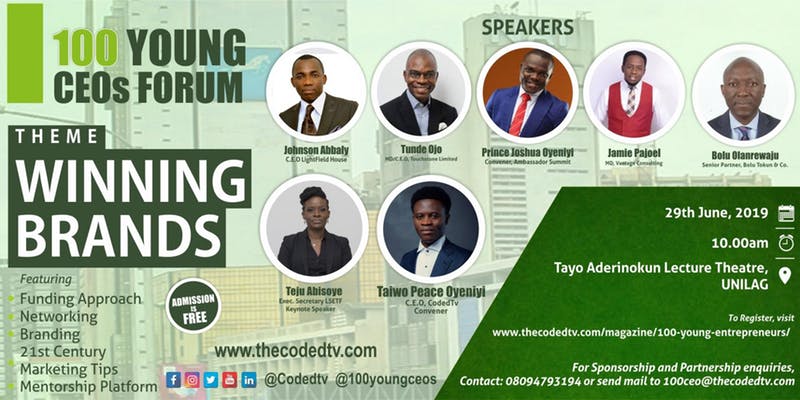 100 YOUNG
CEOs FORUM
THEME
WINNING
BRANDS
Featuring
Funding Approach
Networking
Branding
21st Century
Marketing Tips
Mentorship Platform
ADMISSION
IS
FREE
SPEAKERS
Johnson Abbaly
C.E.O LightField House
Tunde Ojo
MD/C.E.O, Touchstone Limited
Prince Joshua Oyeniyi
Convener, Ambassador Summit
Jamie Pajoel
MD, Vantage Consulting
Bolu Olanrewaju
Senior Partner, Bolu Tokun & Co.
Teju Abisoye
Exec. Secretary LSETF
Keynote Speaker
Taiwo Peace Oyeniyi
C.E.O, CodedTv
Convener
www.thecodedtv.com
@Codedtv @100youngceos
29th June, 2019
10.00am
Tayo Aderinokun Lecture Theatre,
UNILAG
To Register, visit
www.thecodedtv.com/magazine/100-young-entrepreneurs/
For Sponsorship and Partnership enquiries,
Contact: 08094793194 or send mail to 100ceo@thecodedtv.com